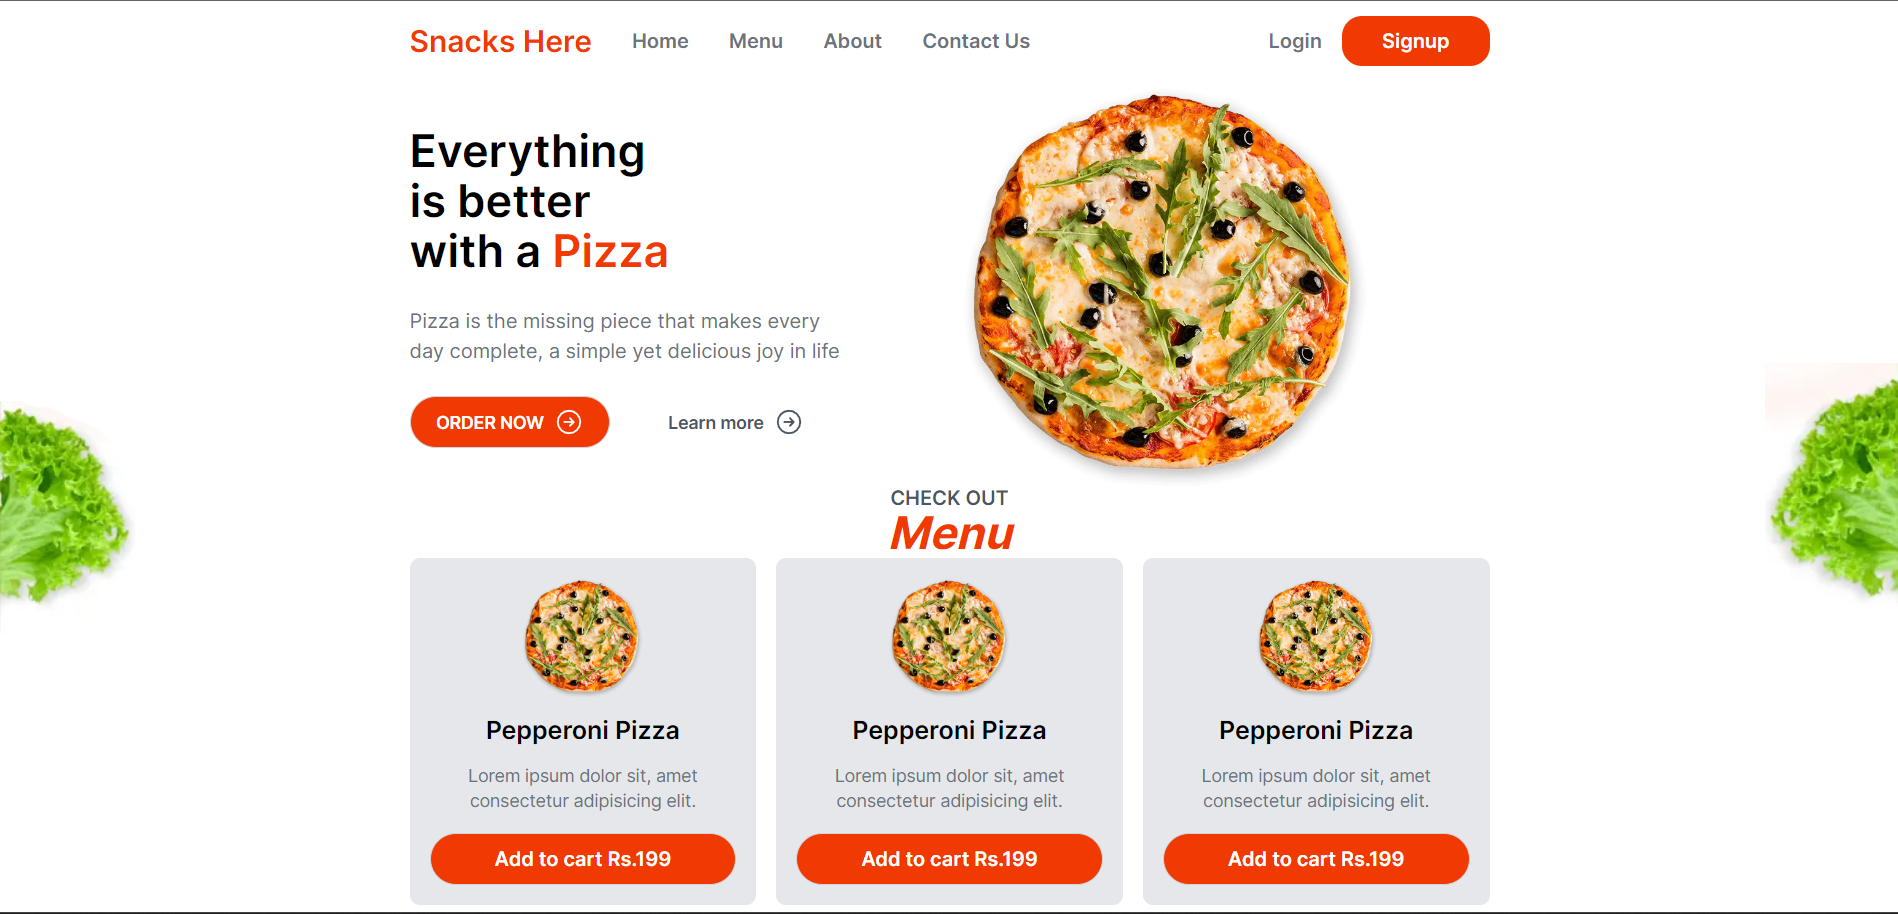 Snacks Here Home Menu About Contact Us Login Signup
Everything
is better
with a Pizza
Pizza is the missing piece that makes every
day complete, a simple yet delicious joy in life
ORDER NOW Learn more
CHECK OUT
Menu
Pepperoni Pizza
Lorem ipsum dolor sit, amet
consectetur adipisicing elit.
Add to cart Rs.199
Pepperoni Pizza
Lorem ipsum dolor sit, amet
consectetur adipisicing elit.
Add to cart Rs.199
Pepperoni Pizza
Lorem ipsum dolor sit, amet
consectetur adipisicing elit.
Add to cart Rs.199